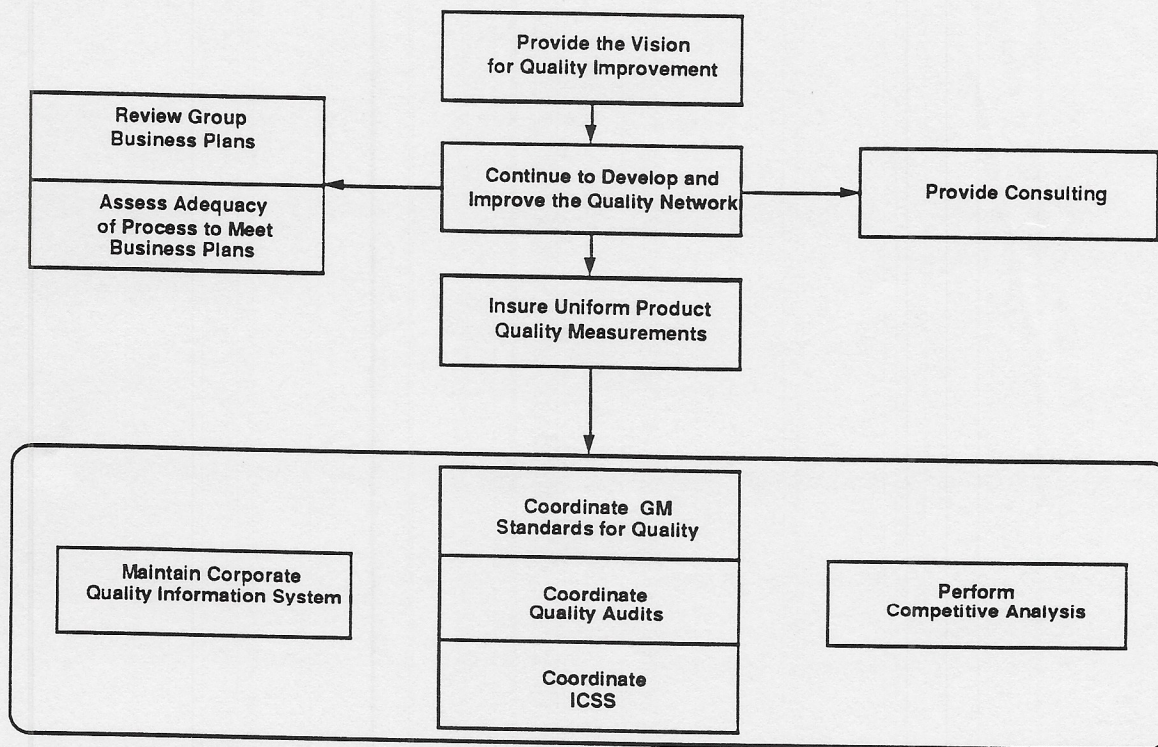 Provide the Vision
for Quality Improvement
Review Group
Business Plans
Assess Adequacy
of Process to Meet
Business Plans
Continue to Develop and
Improve the Quality Network
Provide Consulting
Insure Uniform Product
Quality Measurements
Maintain Corporate
Quality Information System
Coordinate GM
Standards for Quality
Coordinate
Quality Audits
Coordinate
ICSS
Perform
Competitive Analysis